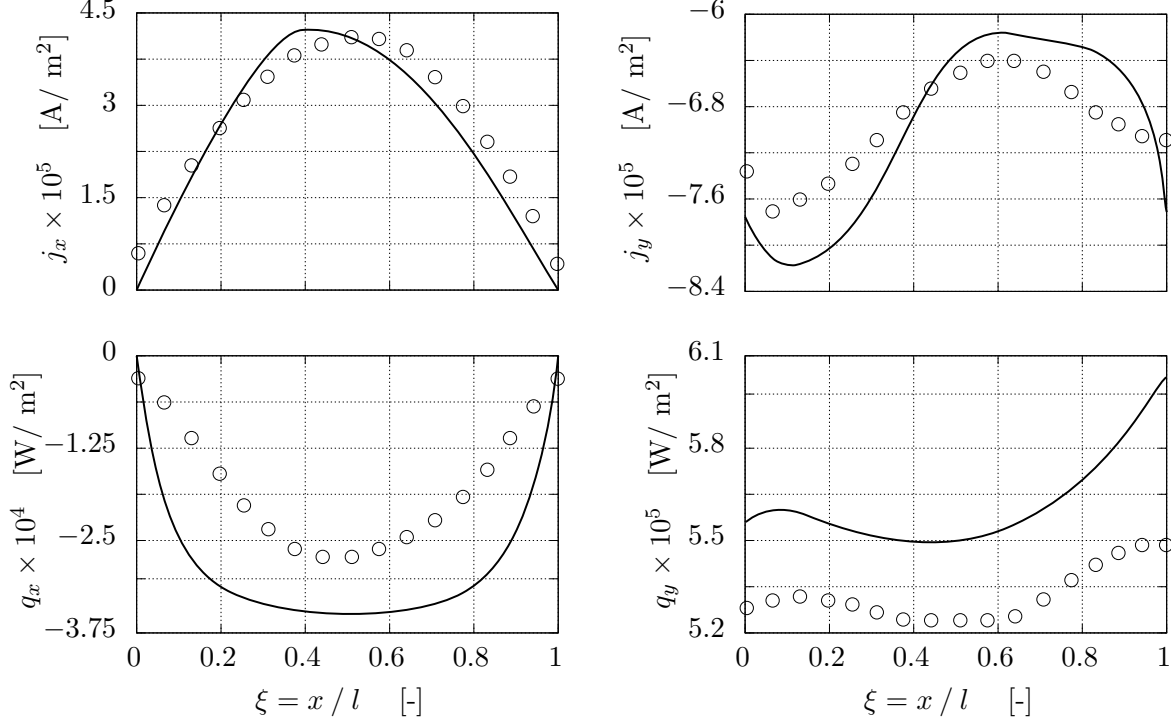 4.5
3
1.5
0
j_x × 10^5 [A/ m^2]
−6
−6.8
−7.6
−8.4
j_y × 10^5 [A/ m^2]
0
−1.25
−2.5
−3.75
q_x × 10^4 [W/ m^2]
0 0.2 0.4 0.6 0.8 1
ξ = x / l [-]
6.1
5.8
5.5
5.2
q_y × 10^5 [W/ m^2]
0 0.2 0.4 0.6 0.8 1
ξ = x / l [-]